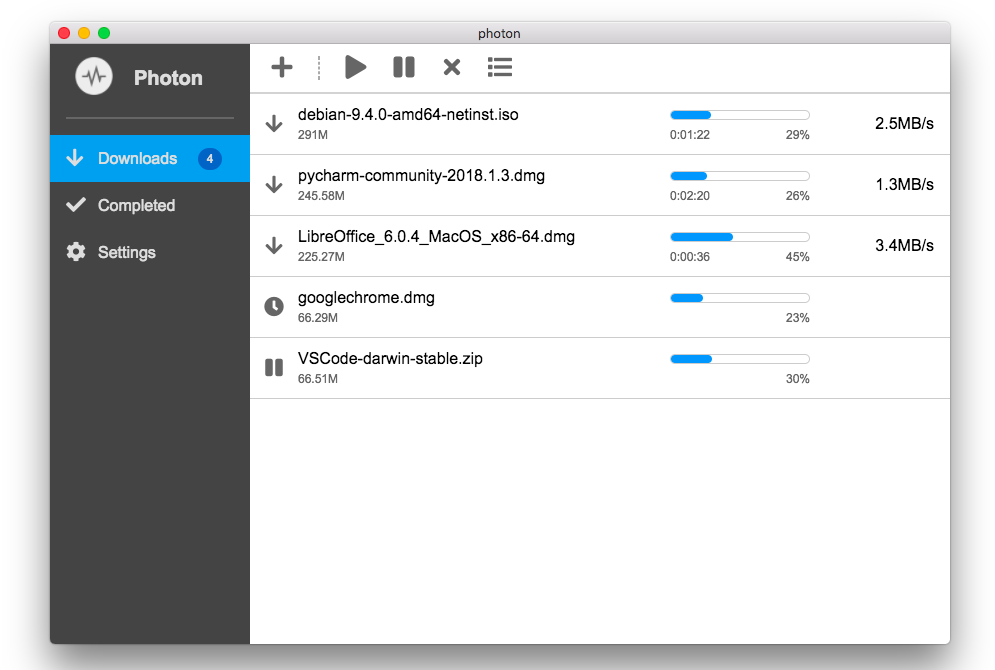 photon
Photon
Downloads 4
Completed
Settings
debian-9.4.0-amd64-netinst.iso
291M
0:01:22 29%
2.5MB/s
pycharm-community-2018.1.3.dmg
245.58M
0:02:20 26%
1.3MB/s
LibreOffice_6.0.4_MacOS_x86-64.dmg
225.27M
0:00:36 45%
3.4MB/s
googlechrome.dmg
66.29M
23%
VSCode-darwin-stable.zip
66.51M
30%